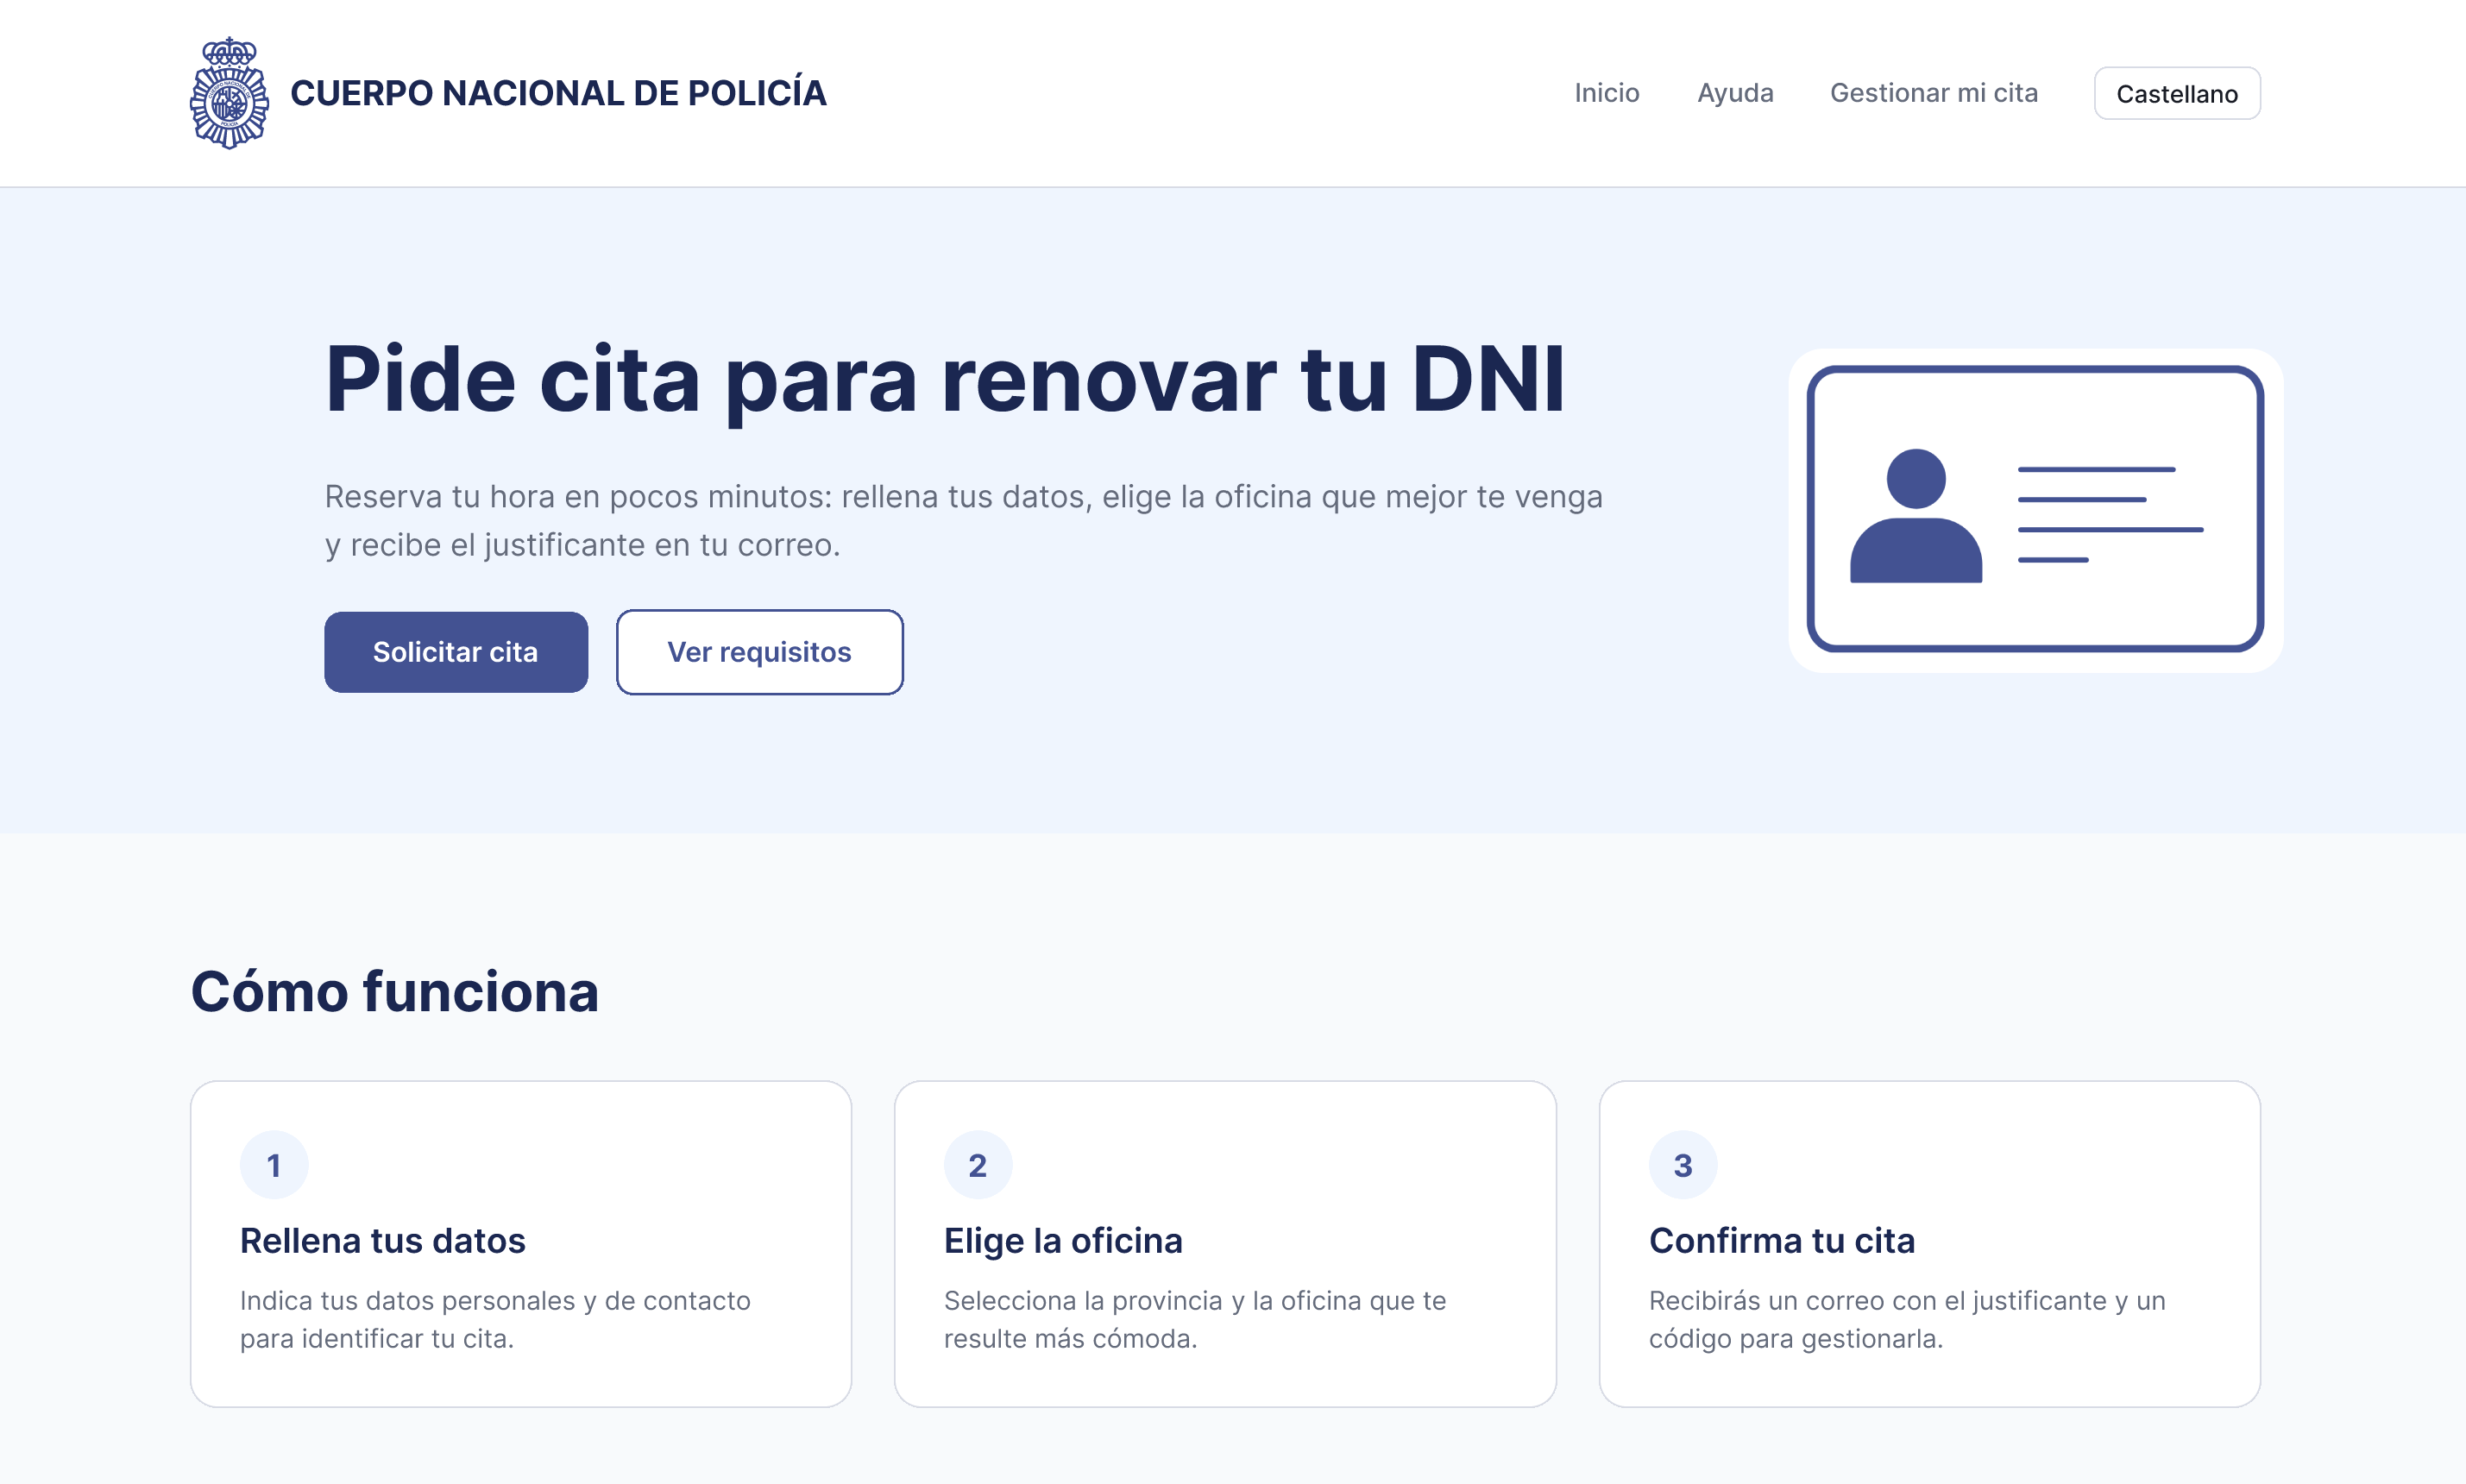 CUERPO NACIONAL DE POLICÍA
Inicio
Ayuda
Gestionar mi cita
Castellano
Pide cita para renovar tu DNI
Reserva tu hora en pocos minutos: rellena tus datos, elige la oficina que mejor te venga
y recibe el justificante en tu correo.
Solicitar cita
Ver requisitos
Cómo funciona
1
Rellena tus datos
Indica tus datos personales y de contacto
para identificar tu cita.
2
Elige la oficina
Selecciona la provincia y la oficina que te
resulte más cómoda.
3
Confirma tu cita
Recibirás un correo con el justificante y un
código para gestionarla.